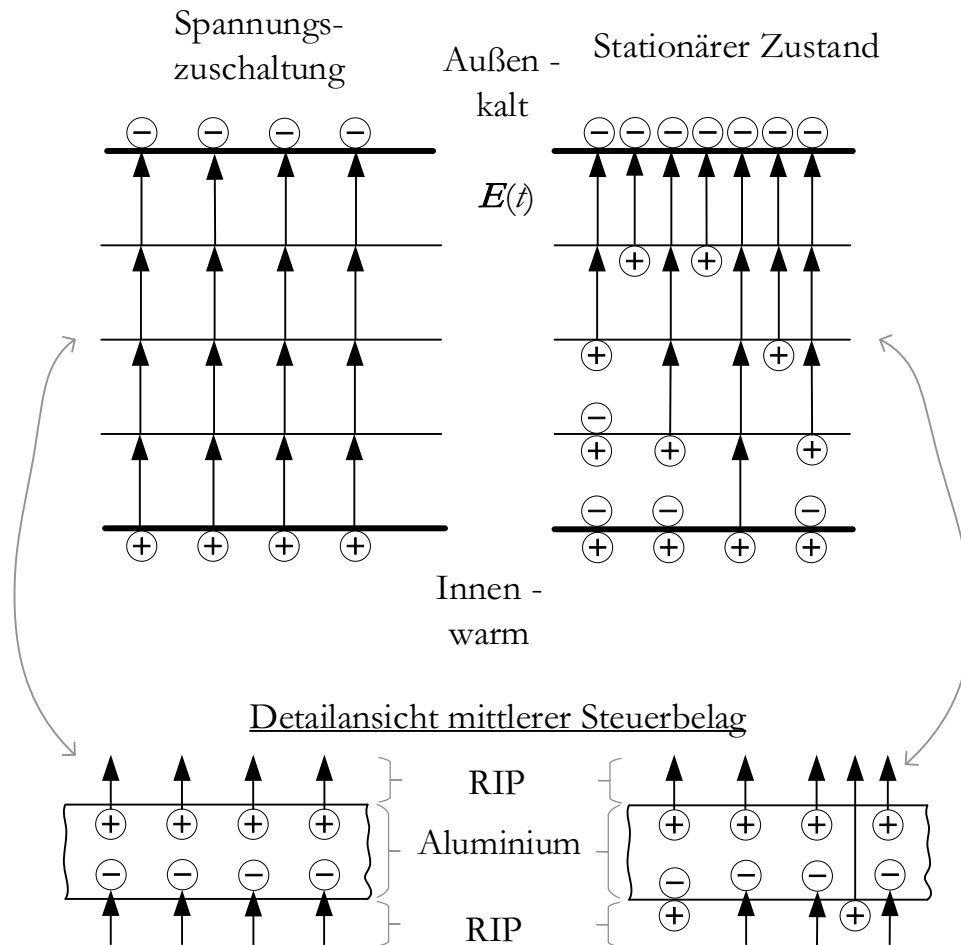 Spannungs-
zuschaltung
Außen -
kalt
Stationärer Zustand
− − − −
− − − − − − −
E(t)
+ +
+ +
−
+ + +
− − −
+ + + +
+ + + +
Innen -
warm
Detailansicht mittlerer Steuerbelag
RIP
+ + + +
+ + + +
Aluminium
− − − −
− − − −
+ +
RIP